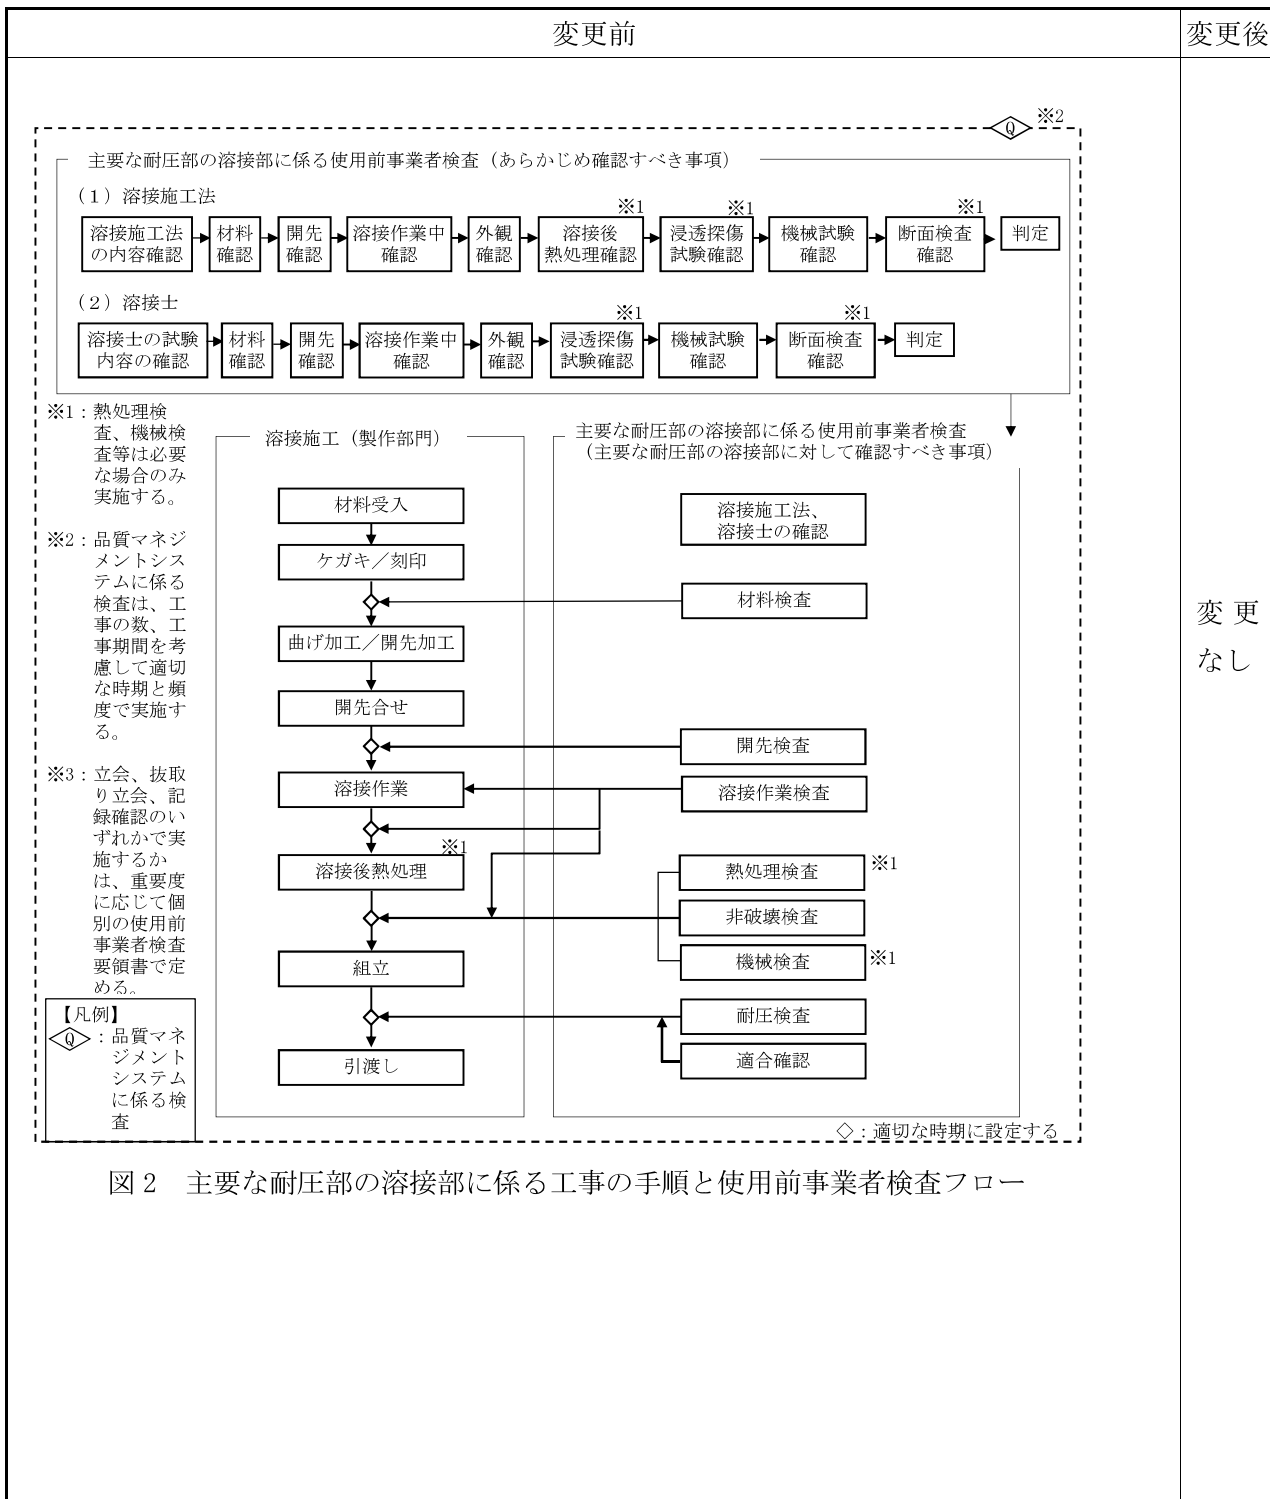 変更前
変更後
Q
※2
主要な耐圧部の溶接部に係る使用前事業者検査（あらかじめ確認すべき事項）
（1）溶接施工法
※1
※1
※1
溶接施工法
の内容確認
材料
確認
開先
確認
溶接作業中
確認
外観
確認
溶接後
熱処理確認
浸透探傷
試験確認
機械試験
確認
断面検査
確認
判定
（2）溶接士
※1
※1
溶接士の試験
内容の確認
材料
確認
開先
確認
溶接作業中
確認
外観
確認
浸透探傷
試験確認
機械試験
確認
断面検査
確認
判定
※1：熱処理検
査、機械検
査等は必要
な場合のみ
実施する。
※2：品質マネジ
メントシス
テムに係る
検査は、工
事の数、工
事期間を考
慮して適切
な時期と頻
度で実施す
る。
※3：立会、抜取
り立会、記
録確認のい
ずれかで実
施するか
は、重要度
に応じて個
別の使用前
事業者検査
要領書で定
める。
【凡例】
Q：品質マネ
ジメント
システム
に係る検
査
溶接施工（製作部門）
材料受入
ケガキ／刻印
曲げ加工／開先加工
開先合せ
溶接作業
※1
溶接後熱処理
組立
引渡し
主要な耐圧部の溶接部に係る使用前事業者検査
（主要な耐圧部の溶接部に対して確認すべき事項）
溶接施工法、
溶接士の確認
材料検査
開先検査
溶接作業検査
熱処理検査
※1
非破壊検査
機械検査
※1
耐圧検査
適合確認
◇：適切な時期に設定する
図2　主要な耐圧部の溶接部に係る工事の手順と使用前事業者検査フロー
変更
なし